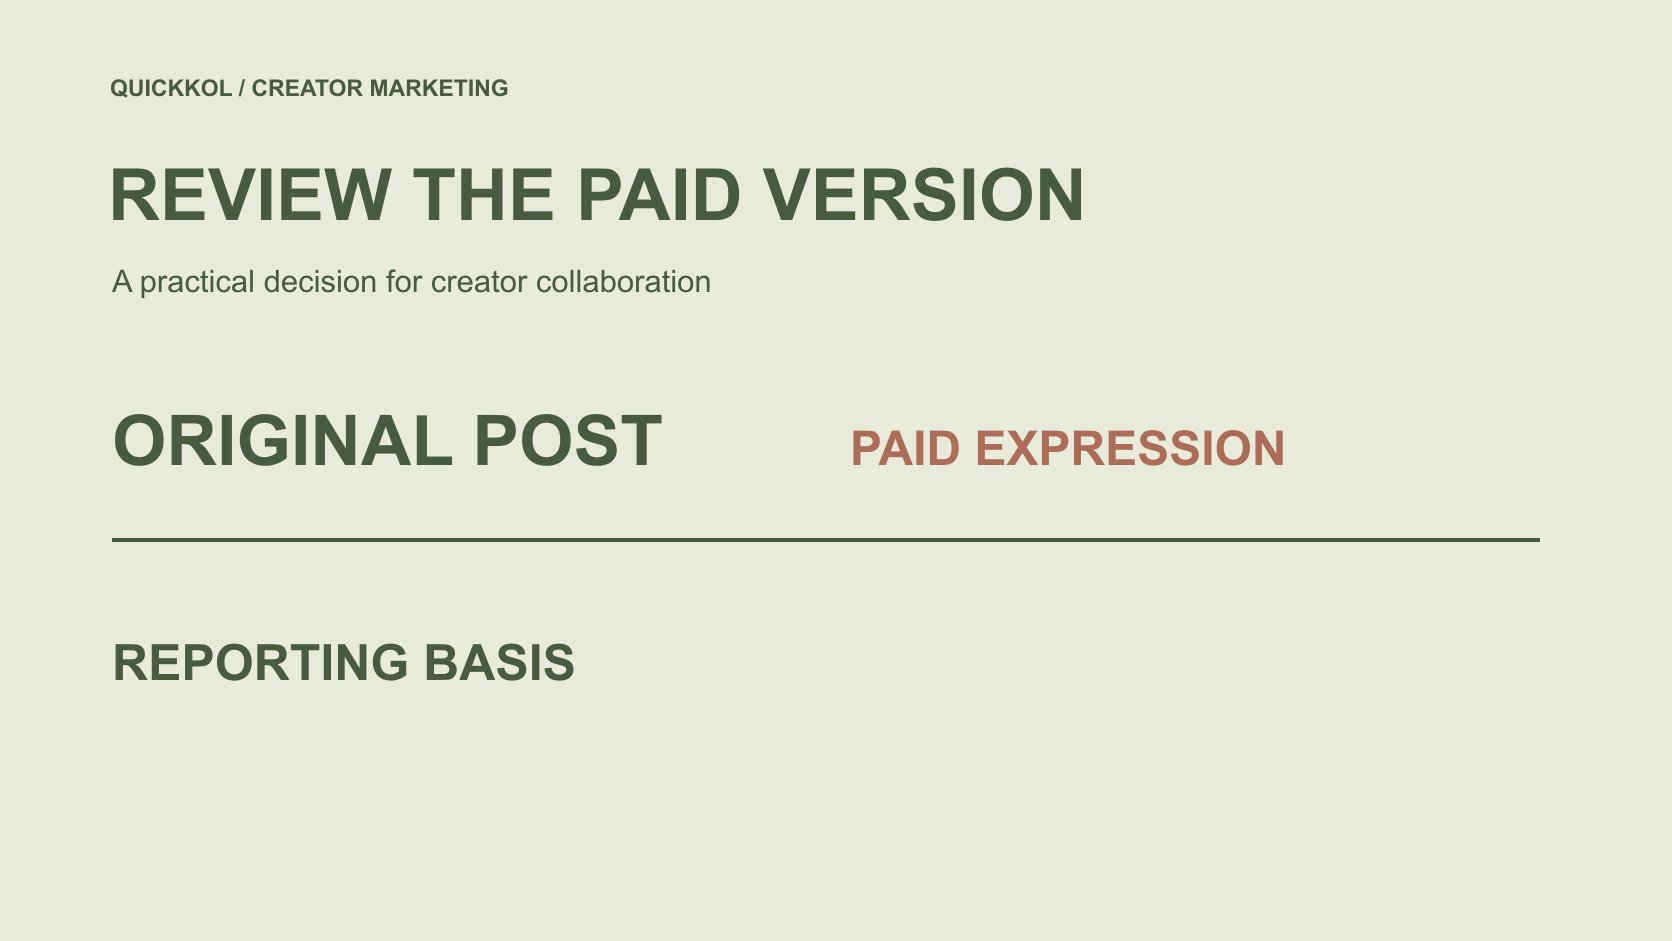 QUICKKOL / CREATOR MARKETING
REVIEW THE PAID VERSION
A practical decision for creator collaboration
ORIGINAL POST
PAID EXPRESSION
REPORTING BASIS